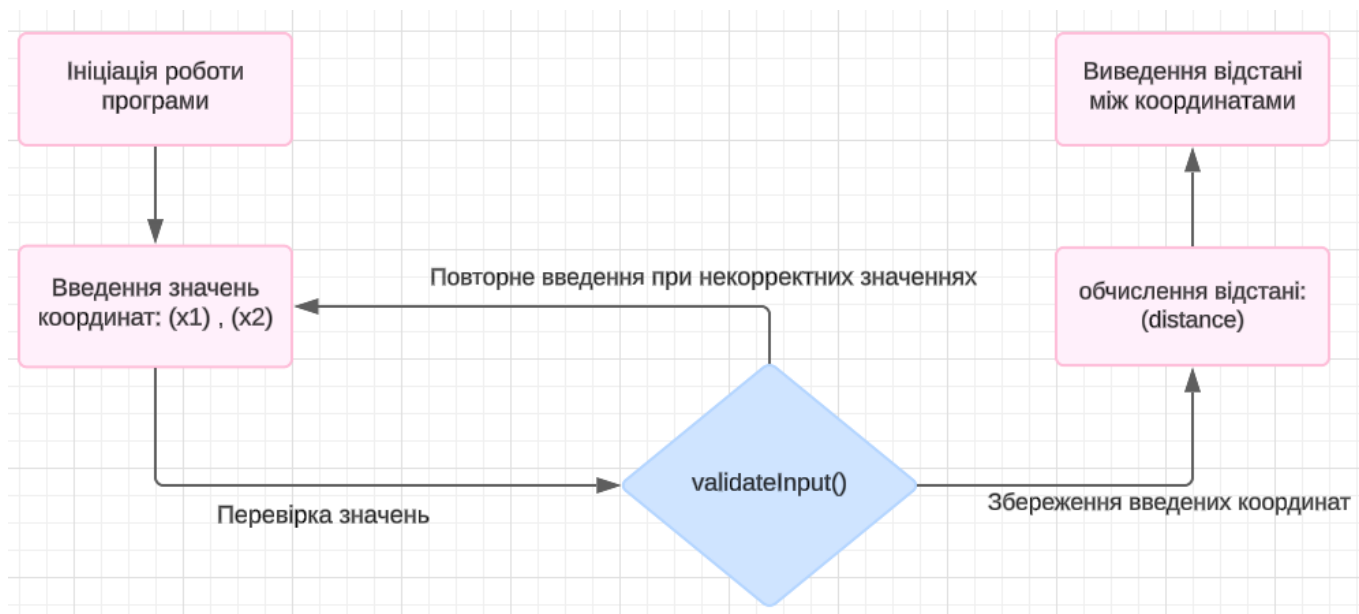 Ініціація роботи
програми
Введення значень
координат: (x1) , (x2)
Перевірка значень
Повторне введення при некорректних значеннях
validateInput()
Збереження введених координат
обчислення відстані:
(distance)
Виведення відстані
між координатами